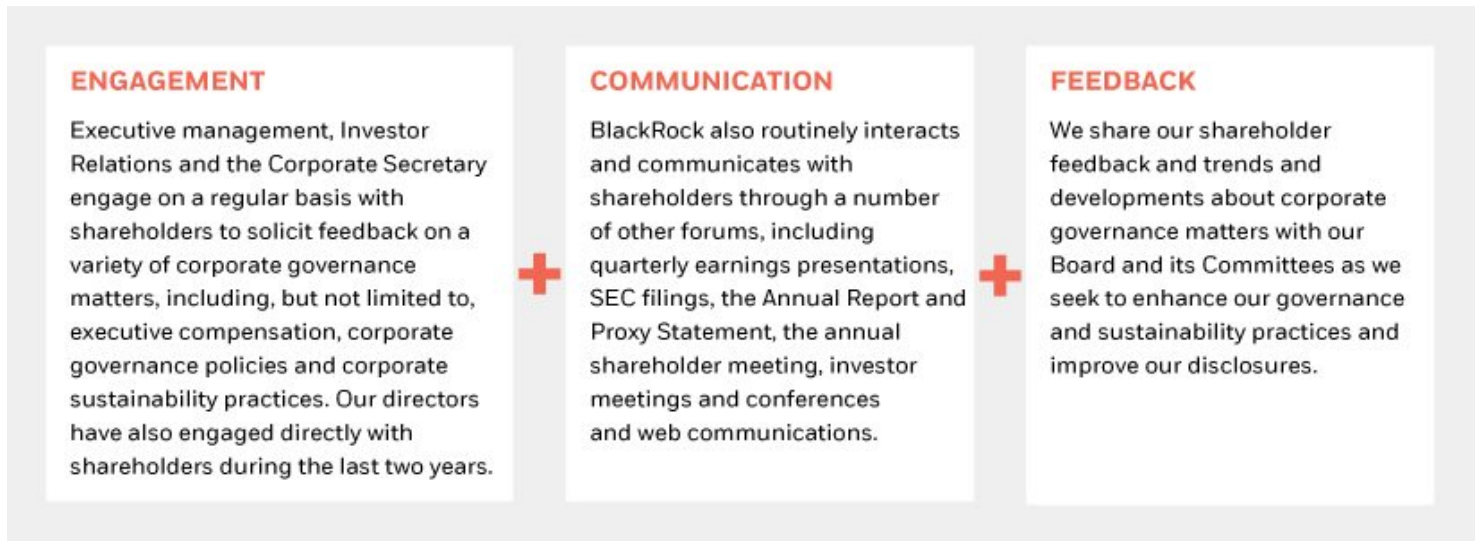 ENGAGEMENT
Executive management, Investor
Relations and the Corporate Secretary
engage on a regular basis with
shareholders to solicit feedback on a
variety of corporate governance
matters, including, but not limited to,
executive compensation, corporate
governance policies and corporate
sustainability practices. Our directors
have also engaged directly with
shareholders during the last two years.
COMMUNICATION
BlackRock also routinely interacts
and communicates with
shareholders through a number
of other forums, including
quarterly earnings presentations,
SEC filings, the Annual Report and
Proxy Statement, the annual
shareholder meeting, investor
meetings and conferences
and web communications.
FEEDBACK
We share our shareholder
feedback and trends and
developments about corporate
governance matters with our
Board and its Committees as we
seek to enhance our governance
and sustainability practices and
improve our disclosures.